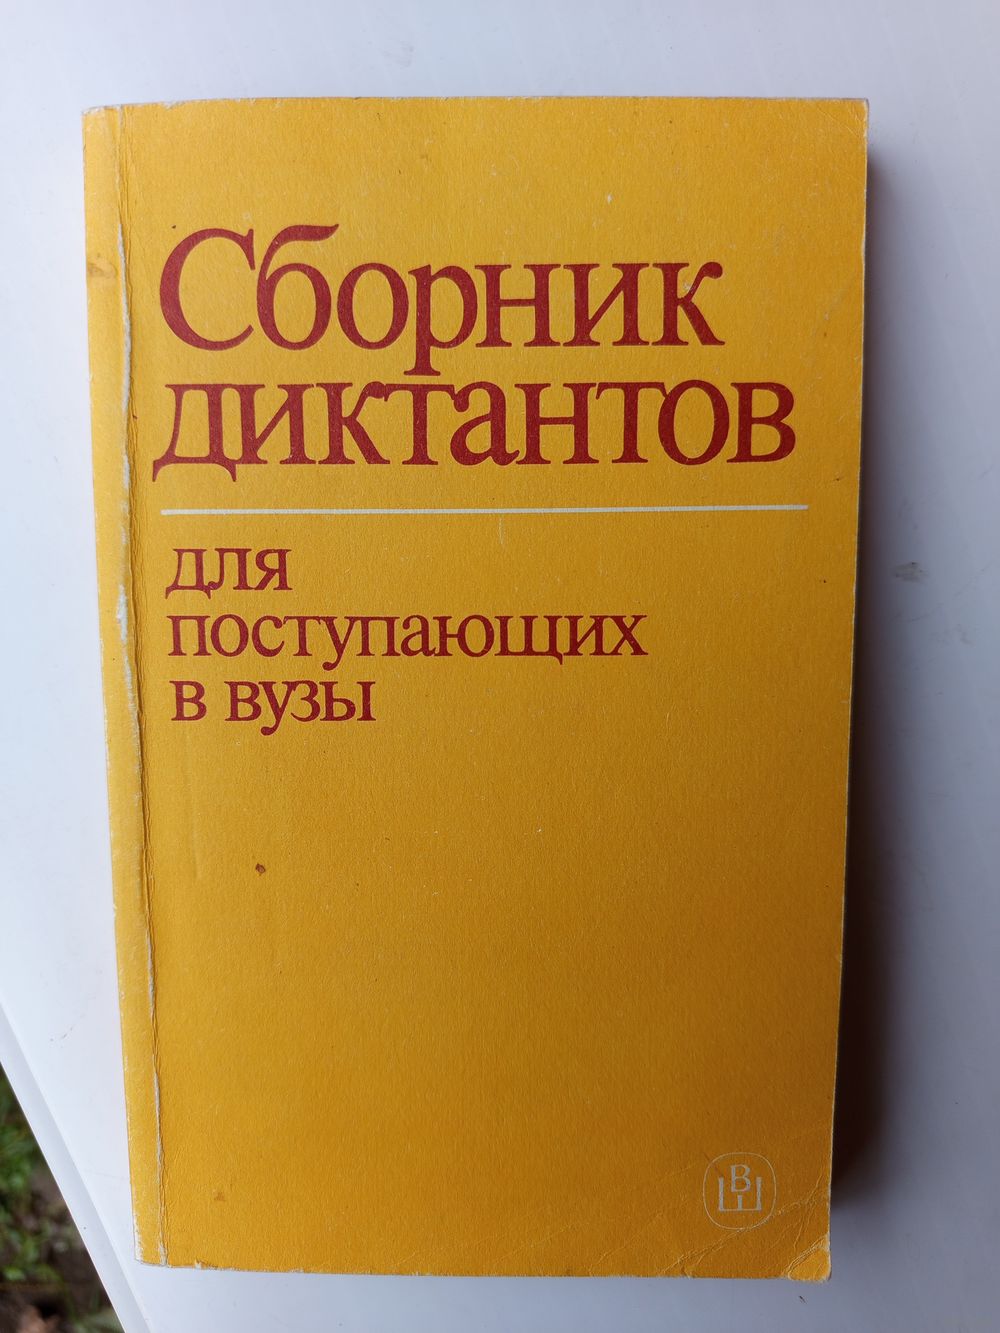 Сборник
диктантов
для
поступающих
в вузы
ВШ